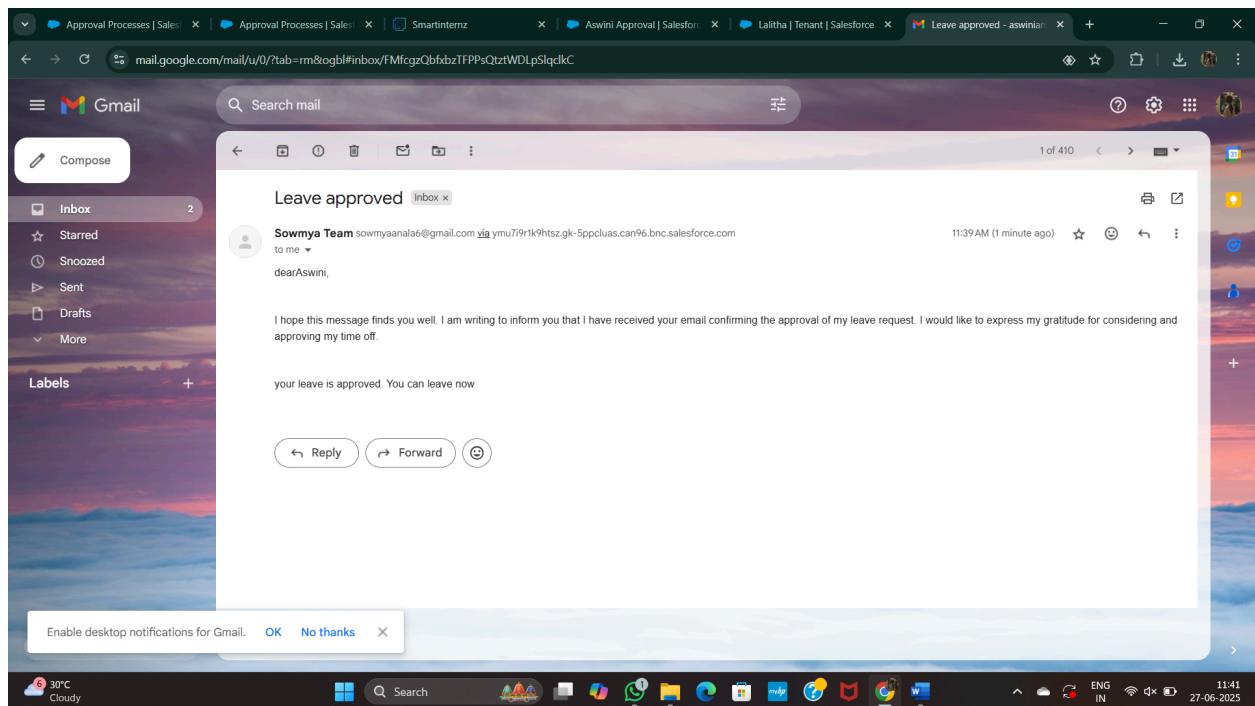 Approval Processes | Sales
Approval Processes | Sales
Smartinternz
Aswini Approval | Salesforc
Lalitha | Tenant | Salesforce
Leave approved - aswinian
mail.google.com/mail/u/0/?tab=rm&ogbl#inbox/FMfcgzQbfxbzTFPPsQtztWDLpSlqclkC
Gmail
Search mail
Compose
1 of 410
31
Inbox 2
Starred
Snoozed
Sent
Drafts
More
Labels
Leave approved Inbox x
Sowmya Team sowmyaanala6@gmail.com via ymu7i9r1k9htsz.gk-5ppcluas.can96.bnc.salesforce.com 11:39 AM (1 minute ago)
to me
dearAswini,
I hope this message finds you well. I am writing to inform you that I have received your email confirming the approval of my leave request. I would like to express my gratitude for considering and
approving my time off.
your leave is approved. You can leave now
Reply Forward
Enable desktop notifications for Gmail. OK No thanks
6
30°C
Cloudy
Search
ENG
IN
11:41
27-06-2025